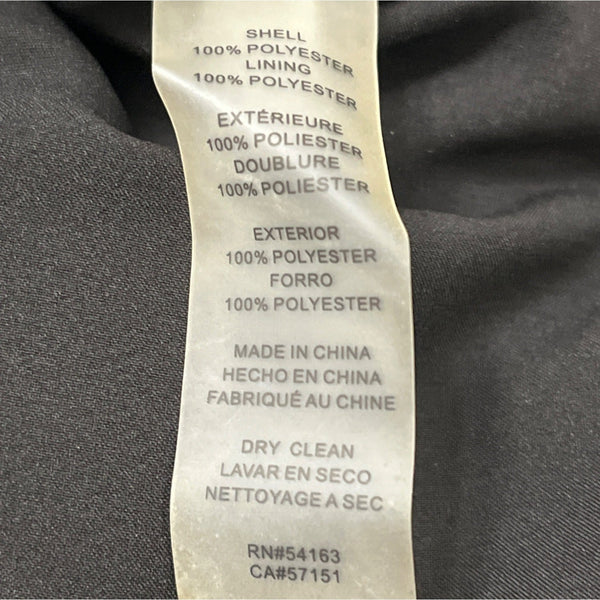 SHELL
100% POLYESTER
LINING
100% POLYESTER
EXTÉRIEURE
100% POLIESTER
DOUBLURE
100% POLIESTER
EXTERIOR
100% POLYESTER
FORRO
100% POLYESTER
MADE IN CHINA
HECHO EN CHINA
FABRIQUÉ AU CHINE
DRY CLEAN
LAVAR EN SECO
NETTOYAGE A SEC
RN#54163
CA#57151